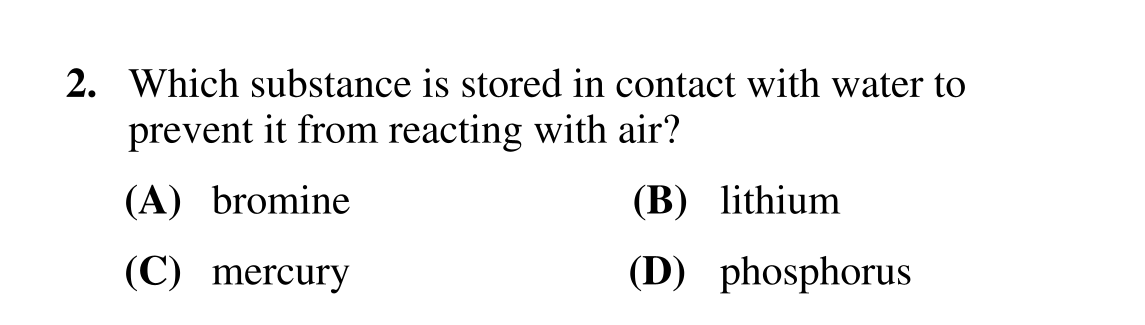 2. Which substance is stored in contact with water to
prevent it from reacting with air?
(A) bromine (B) lithium
(C) mercury (D) phosphorus